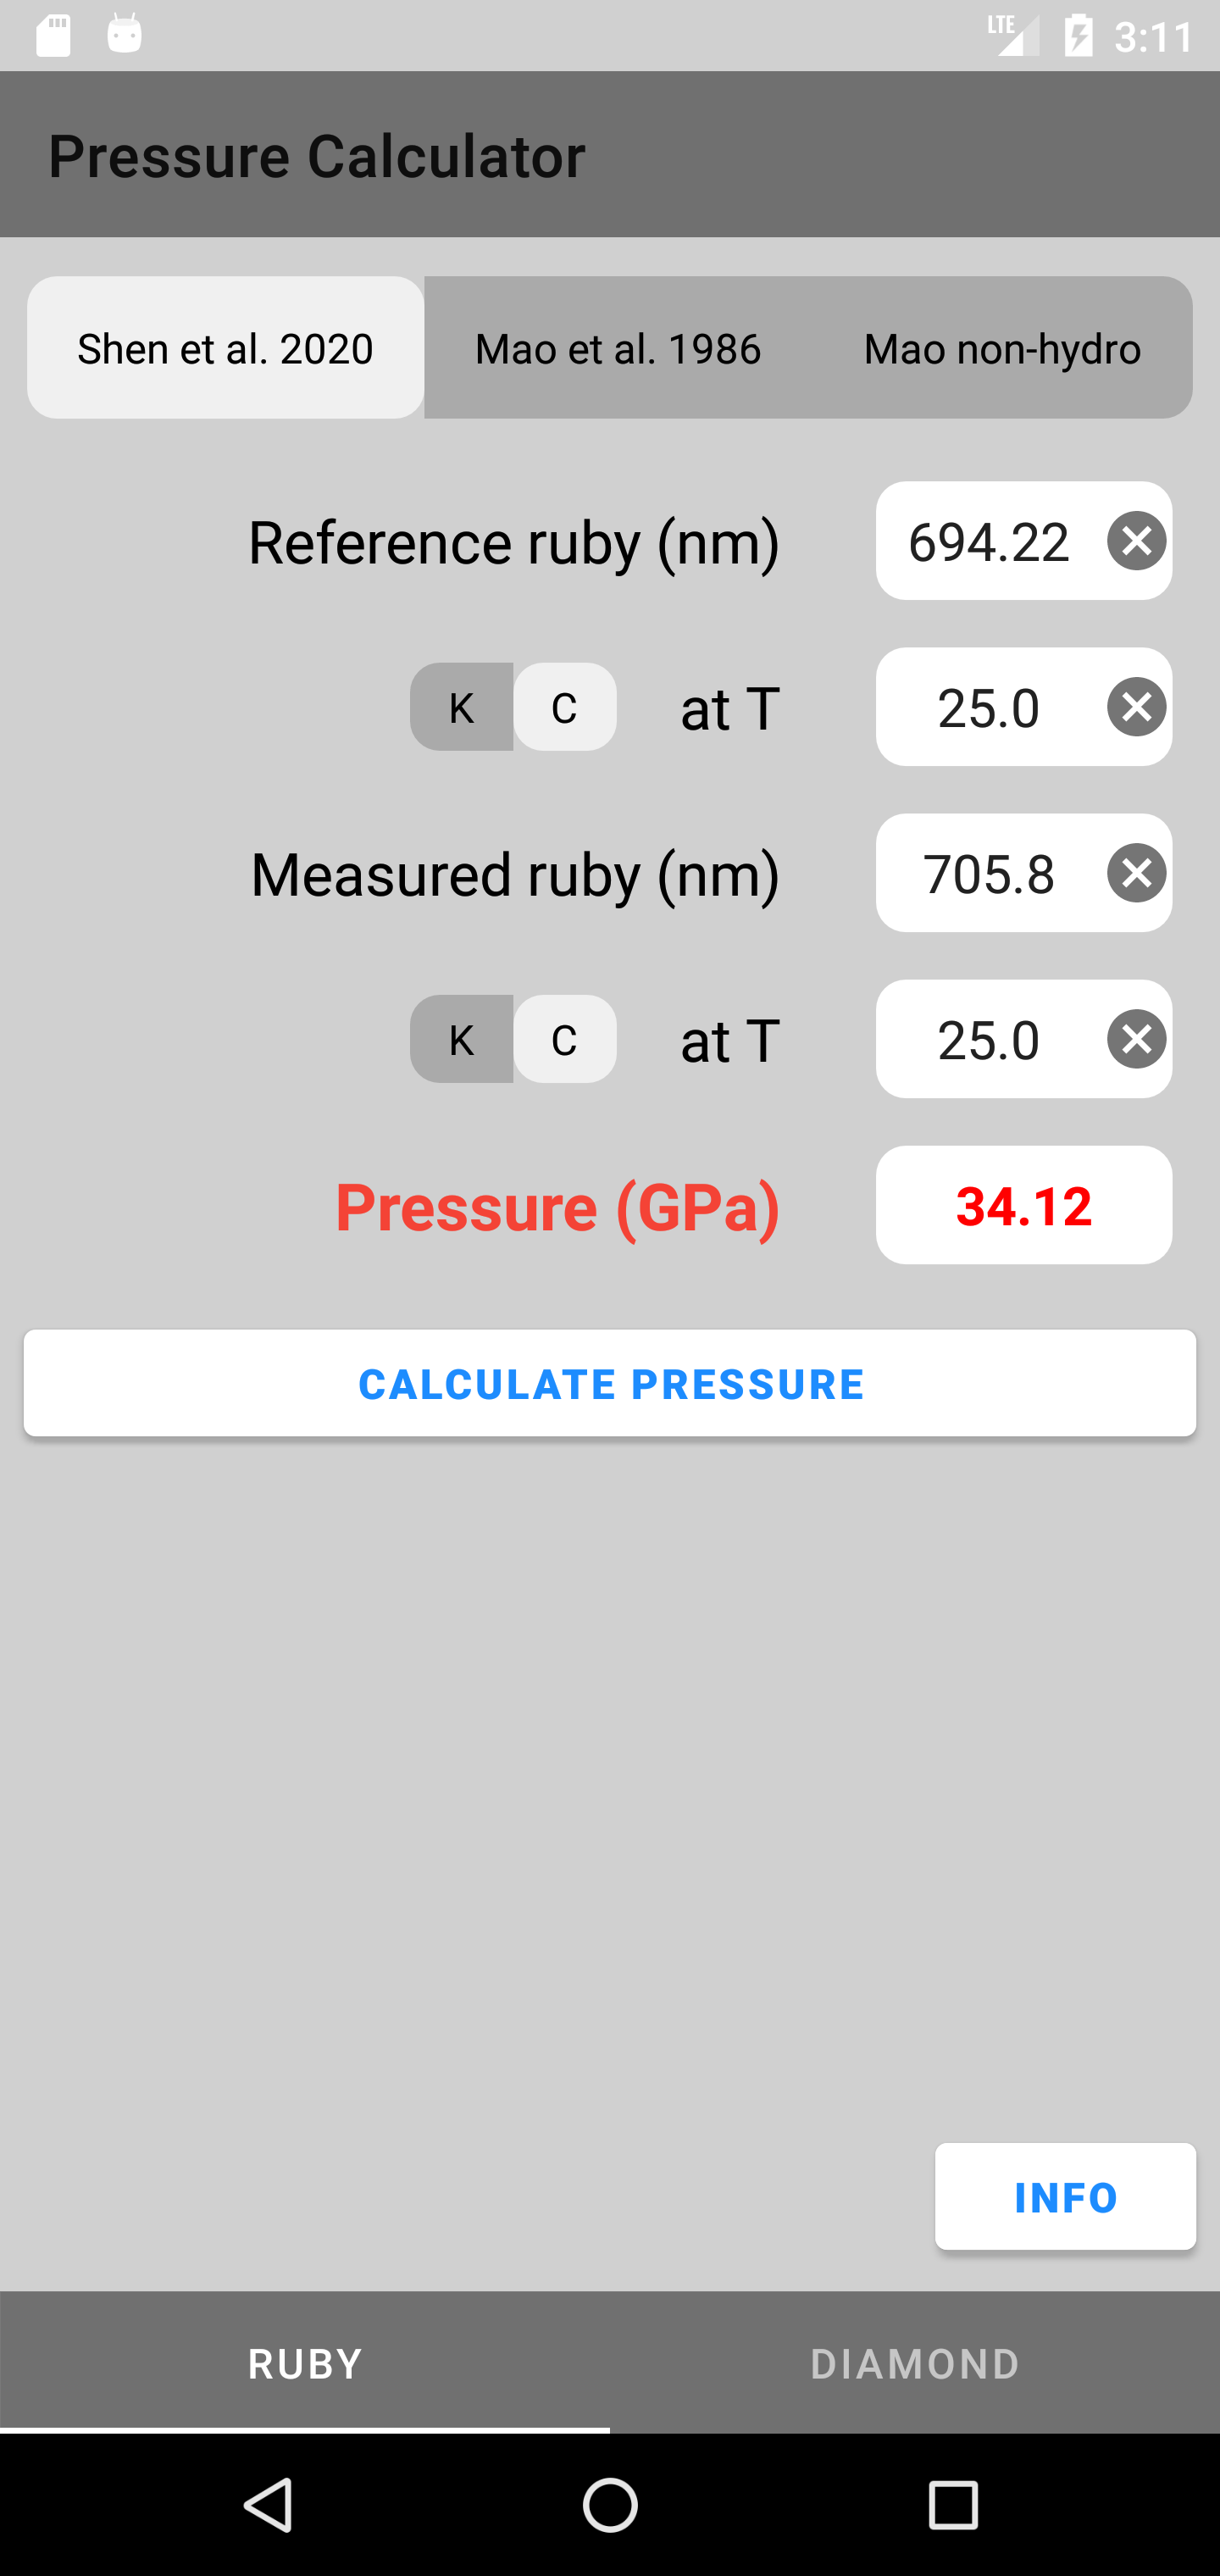 LTE 3:11
Pressure Calculator
Shen et al. 2020 Mao et al. 1986 Mao non-hydro
Reference ruby (nm) 694.22
K C at T 25.0
Measured ruby (nm) 705.8
K C at T 25.0
Pressure (GPa) 34.12
CALCULATE PRESSURE
INFO
RUBY DIAMOND